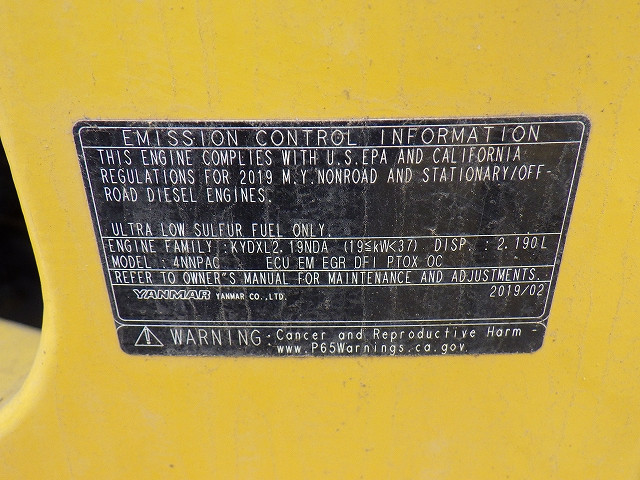 EMISSION CONTROL INFORMATION
THIS ENGINE COMPLIES WITH U.S.EPA AND CALIFORNIA
REGULATIONS FOR 2019 M.Y.NONROAD AND STATIONARY/OFF-
ROAD DIESEL ENGINES.
ULTRA LOW SULFUR FUEL ONLY.
ENGINE FAMILY :KYDXL2.19NDA (19≦kW<37) DISP. : 2.190L
MODEL : 4NNPAC ECU EM EGR DFI PTOX OC
REFER TO OWNER'S MANUAL FOR MAINTENANCE AND ADJUSTMENTS.
YANMAR YANMAR CO.,LTD. 2019/02
WARNING:Cancer and Reproductive Harm -
www.P65Warnings.ca.gov